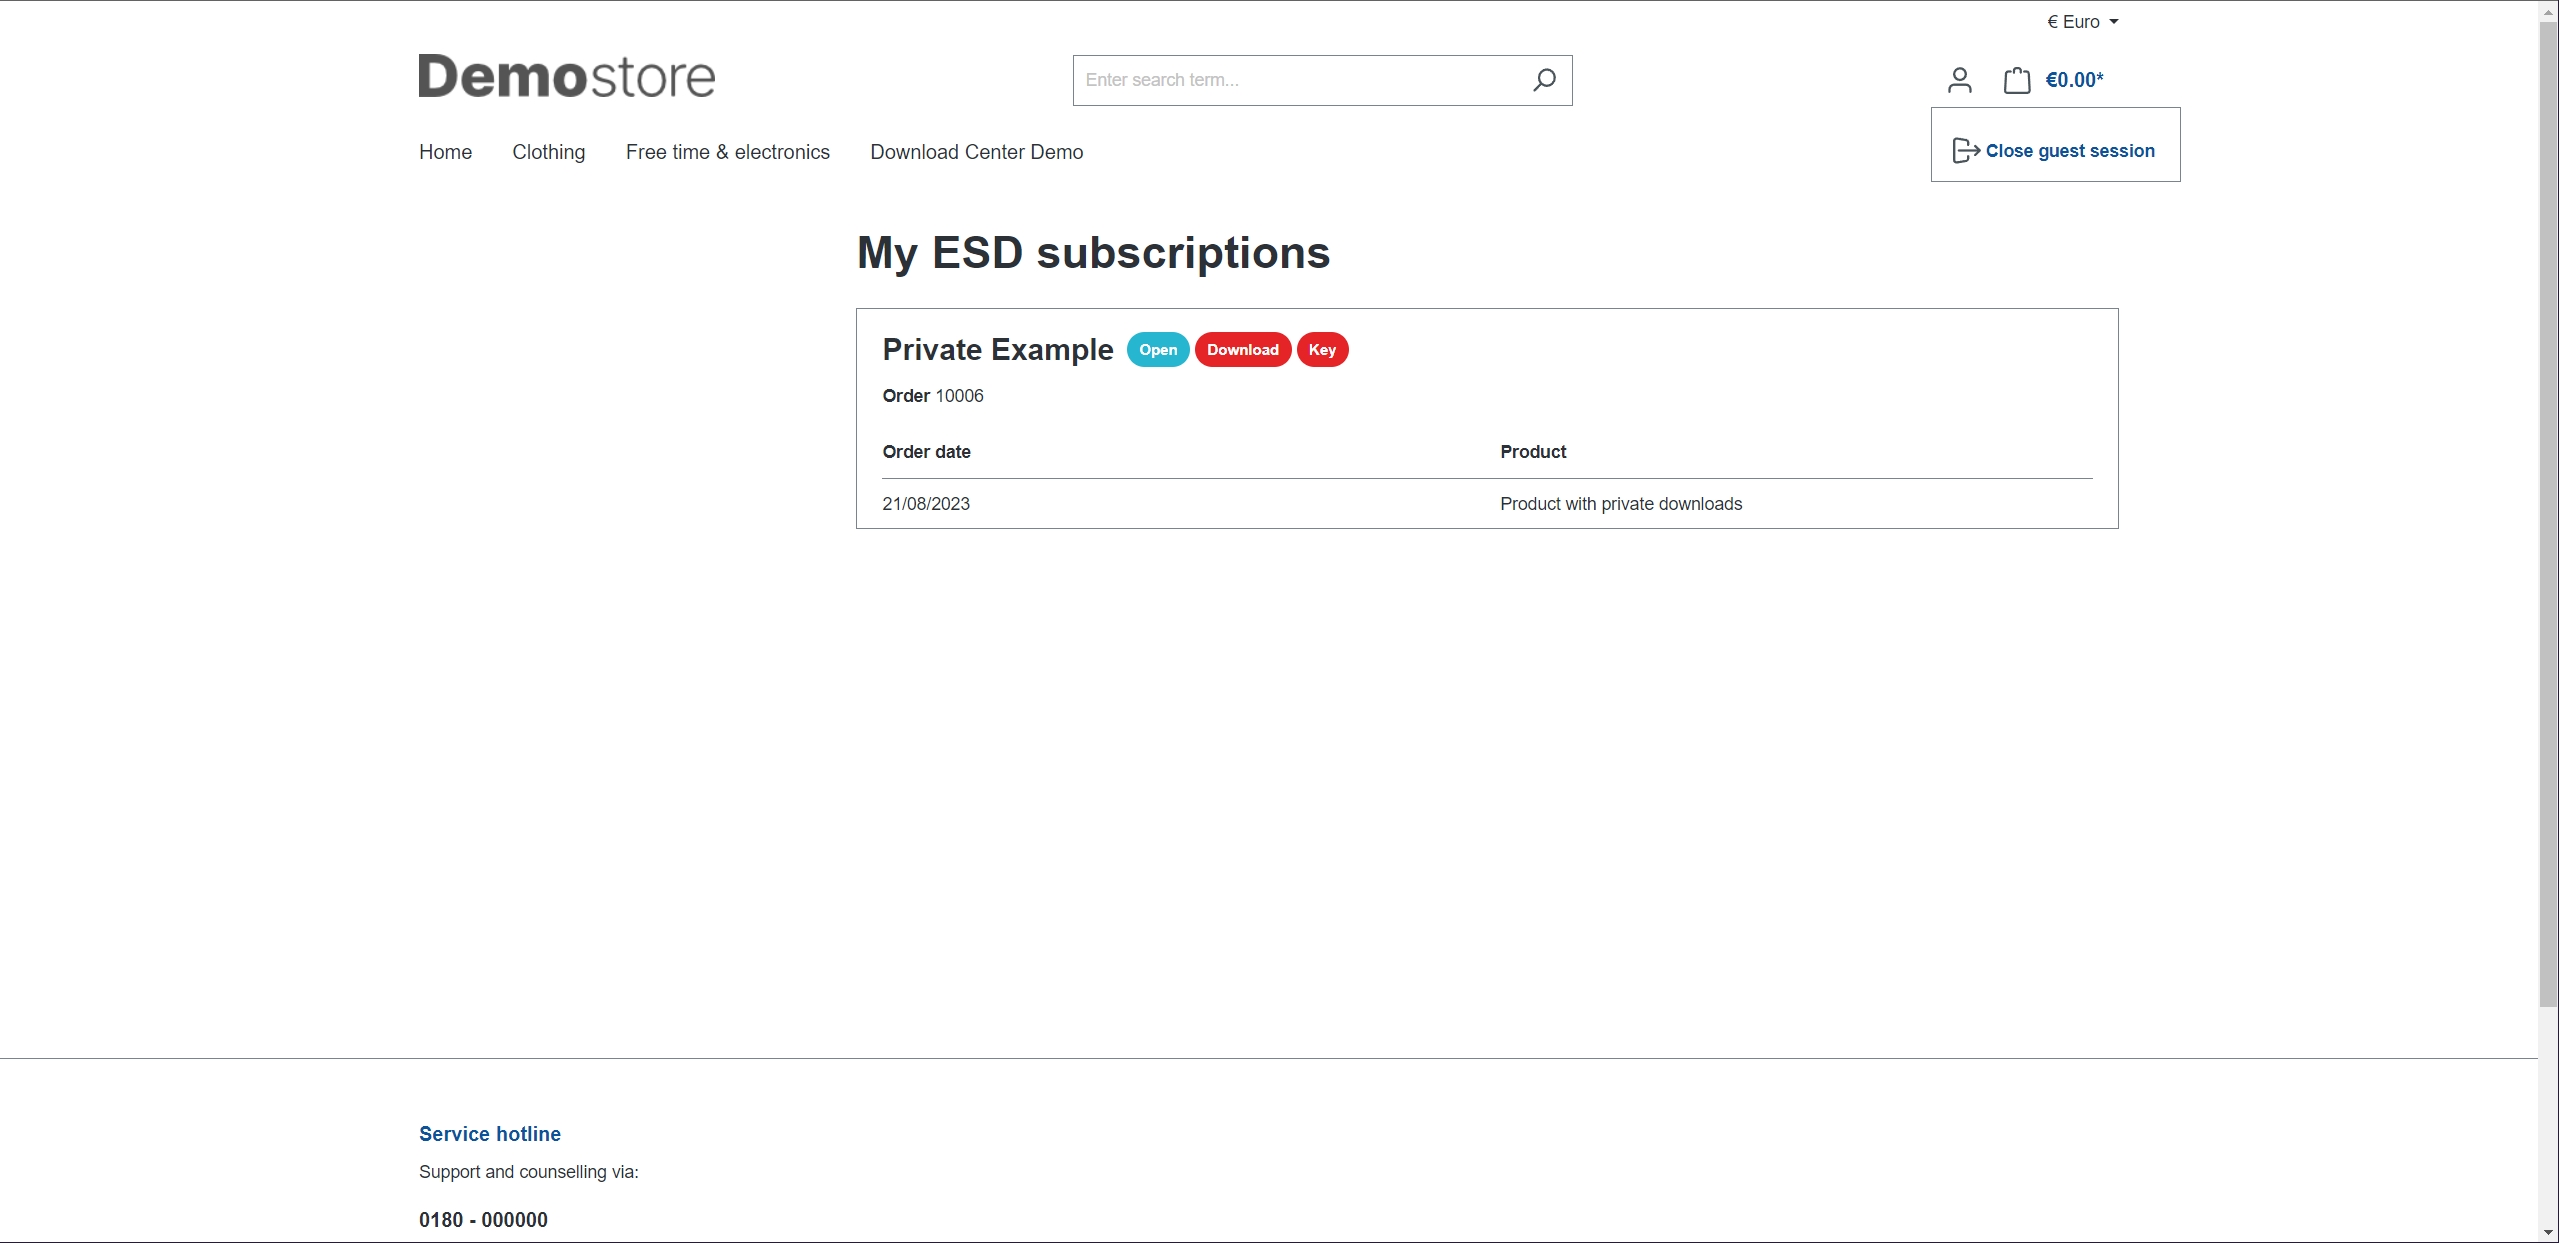 € Euro
Demostore
Enter search term...
€0.00*
Home Clothing Free time & electronics Download Center Demo
Close guest session
My ESD subscriptions
Private Example Open Download Key
Order 10006
Order date Product
21/08/2023 Product with private downloads
Service hotline
Support and counselling via:
0180 - 000000